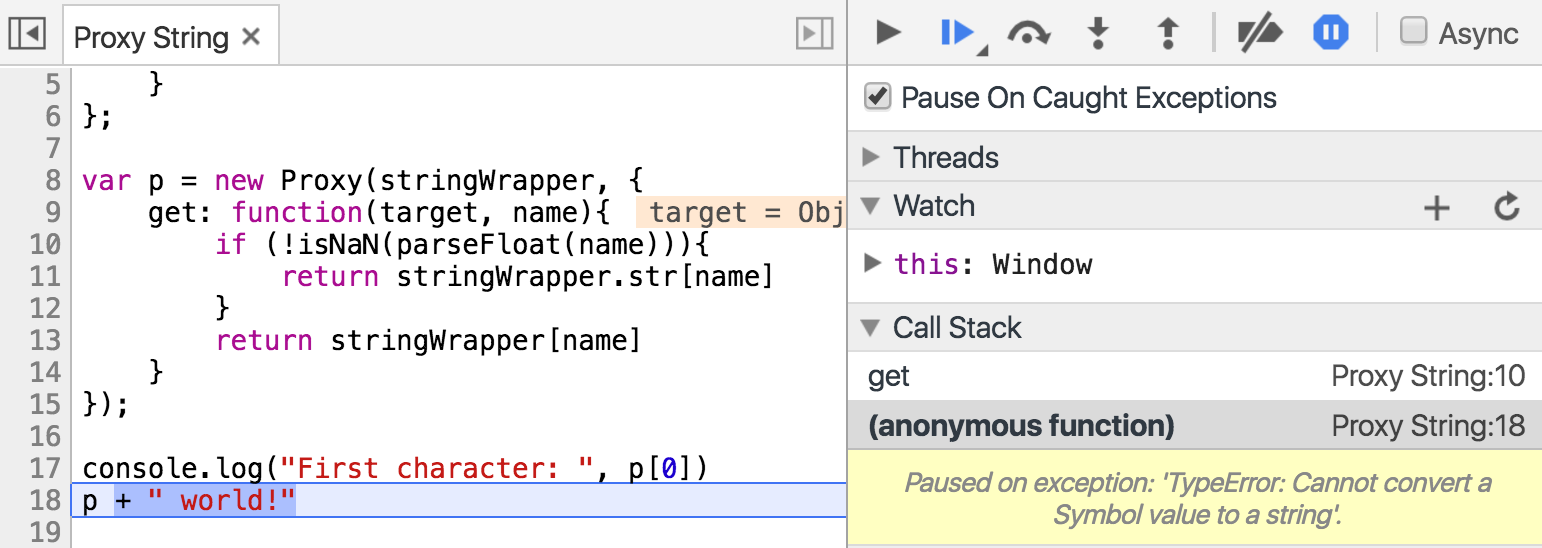 Proxy String ×
5         }
6 };
7
8 var p = new Proxy(stringWrapper, {
9     get: function(target, name){ target = Obj
10         if (!isNaN(parseFloat(name))){
11             return stringWrapper.str[name]
12         }
13         return stringWrapper[name]
14     }
15 });
16
17 console.log("First character: ", p[0])
18 p + " world!"
19
Async
Pause On Caught Exceptions
Threads
Watch
this: Window
Call Stack
get Proxy String:10
(anonymous function) Proxy String:18
Paused on exception: 'TypeError: Cannot convert a
Symbol value to a string'.